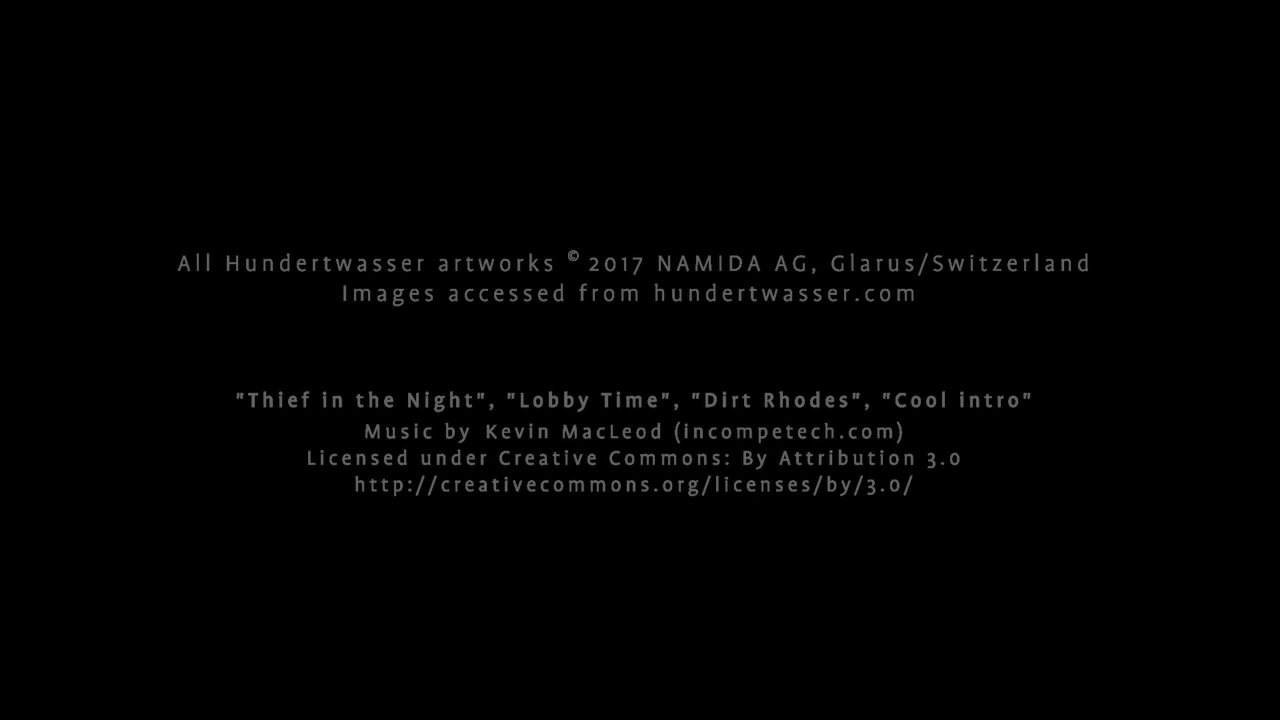 All Hundertwasser artworks © 2017 NAMIDA AG, Glarus/Switzerland
Images accessed from hundertwasser.com
"Thief in the Night", "Lobby Time", "Dirt Rhodes", "Cool intro"
Music by Kevin MacLeod (incompetech.com)
Licensed under Creative Commons: By Attribution 3.0
http://creativecommons.org/licenses/by/3.0/